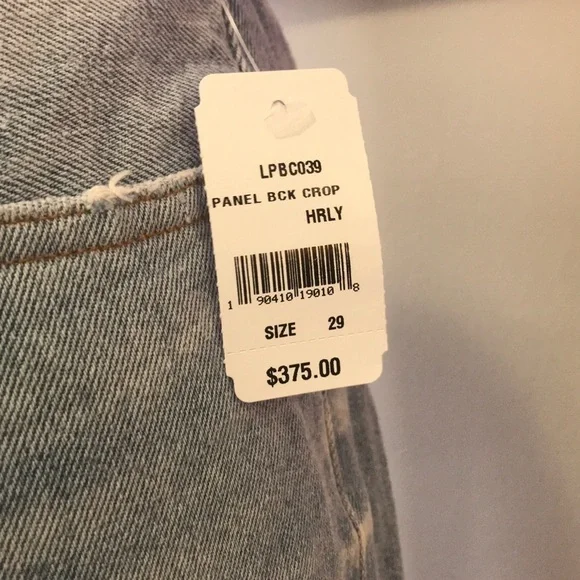 LPBC039
PANEL BCK CROP
HRLY
1 90410 19010 8
SIZE 29
$375.00